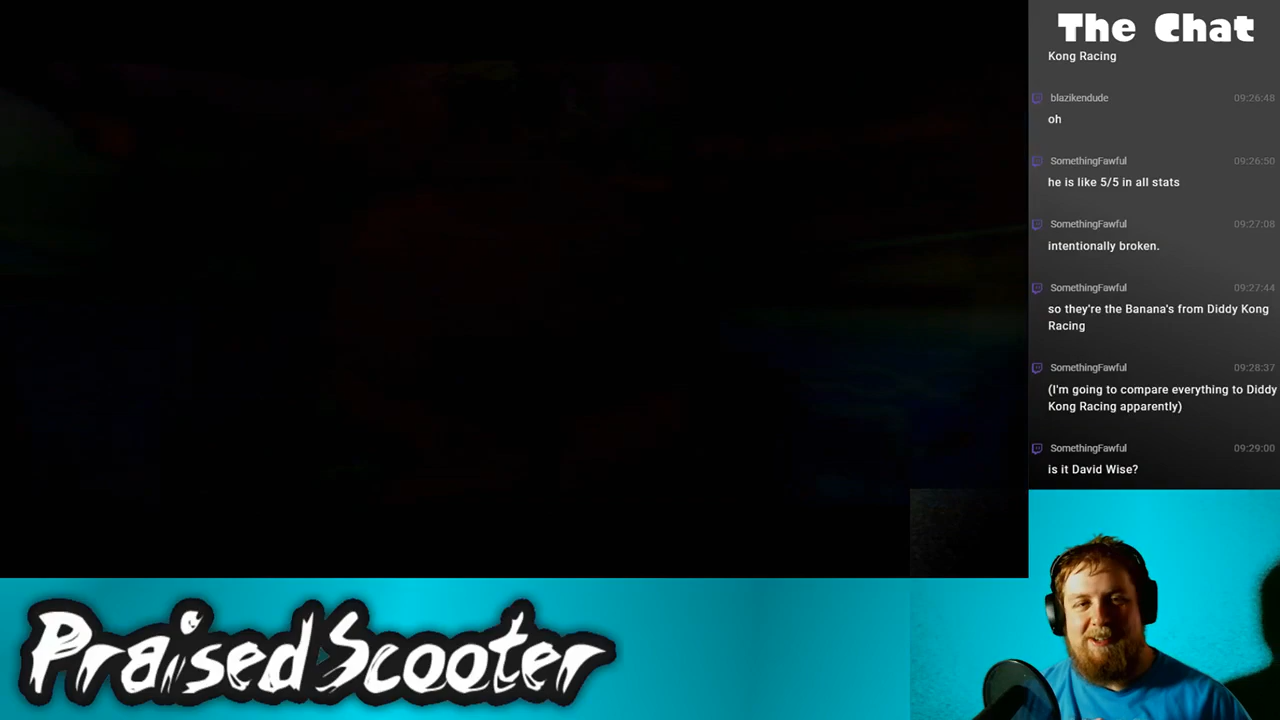 The Chat
Kong Racing
blazikendude 09:26:48
oh
SomethingFawful 09:26:50
he is like 5/5 in all stats
SomethingFawful 09:27:08
intentionally broken.
SomethingFawful 09:27:44
so they're the Banana's from Diddy Kong
Racing
SomethingFawful 09:28:37
(I'm going to compare everything to Diddy
Kong Racing apparently)
SomethingFawful 09:29:00
is it David Wise?
PraisedScooter